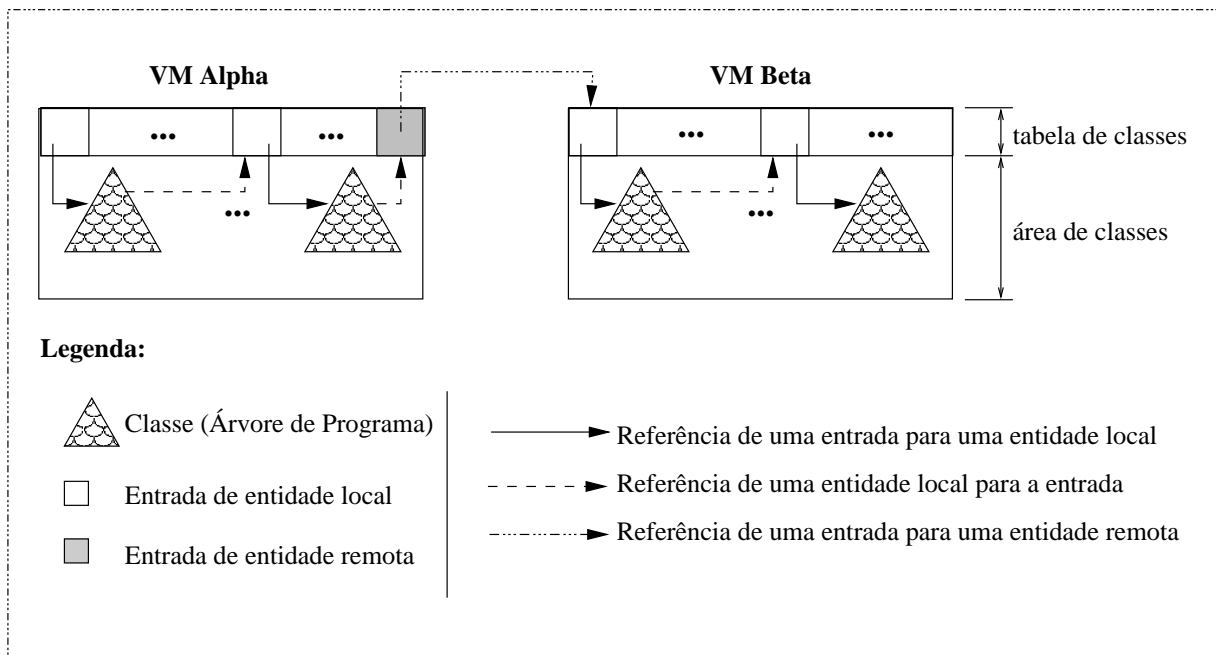 VM Alpha
VM Beta
... ...
... ...
tabela de classes
...
...
área de classes
Legenda:
Classe (Árvore de Programa)
Entrada de entidade local
Entrada de entidade remota
Referência de uma entrada para uma entidade local
Referência de uma entidade local para a entrada
Referência de uma entrada para uma entidade remota